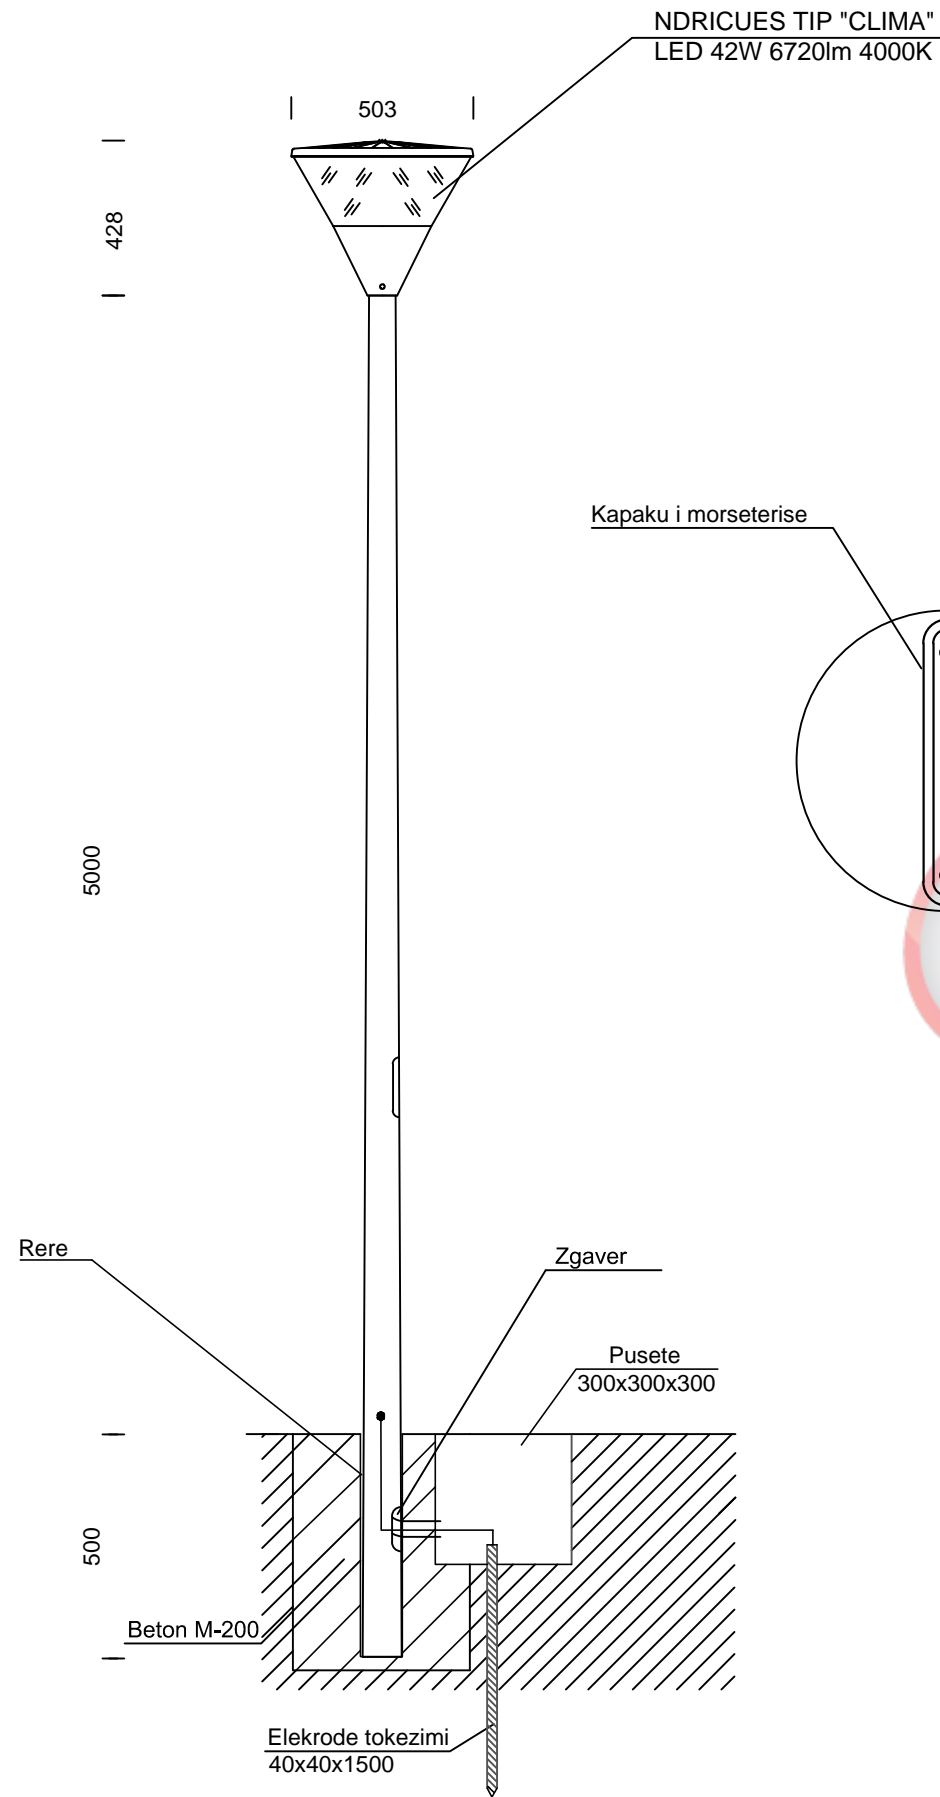 NDRICUES TIP "CLIMA"
LED 42W 6720lm 4000K
503
428
Kapaku i morseterise
5000
Rere
Zgaver
Pusete
300x300x300
500
Beton M-200
Elekrode tokezimi
40x40x1500